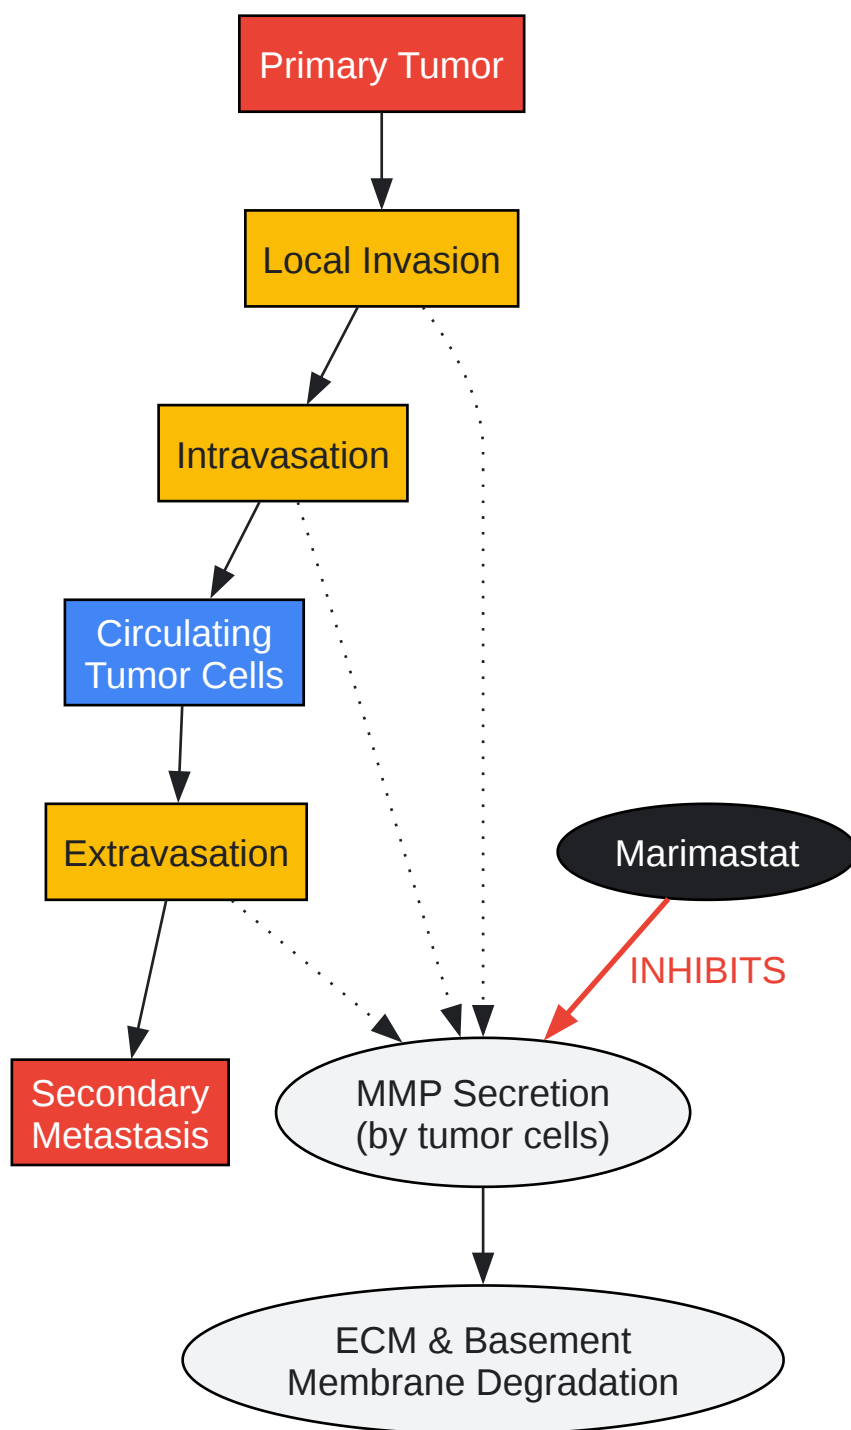 Primary Tumor
Local Invasion
Intravasation
Circulating
Tumor Cells
Extravasation
Marimastat
INHIBITS
Secondary
Metastasis
MMP Secretion
(by tumor cells)
ECM & Basement
Membrane Degradation